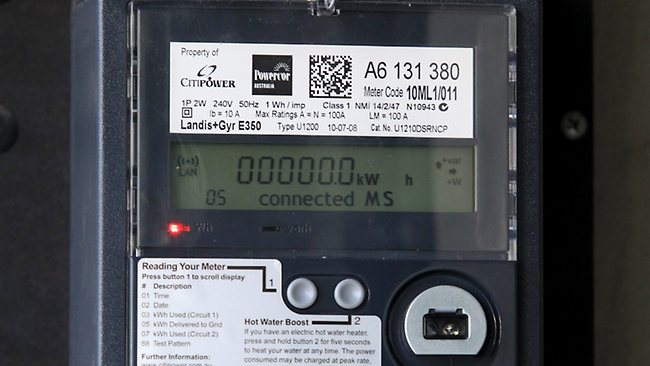 Property of
CITIPOWER
Powercor
AUSTRALIA
A6 131 380
Meter Code 10ML1/011
1P 2W 240V 50Hz 1 Wh / imp Class 1 NMI 14/2/47 N10943
Ib = 10 A Max Ratings A = N = 100A LM = 100 A
Landis+Gyr E350 Type U1200 10-07-08 Cat. No. U1210DSRNCP
LAN
00000.0 kW h
+var
+W
05 connected MS
Wh
varh
Reading Your Meter
Press button 1 to scroll display
# Description
01 Time
02 Date
03 kWh Used (Circuit 1)
05 kWh Delivered to Grid
07 kWh Used (Circuit 2)
88 Test Pattern
Further Information:
1
2
Hot Water Boost
If you have an electric hot water heater,
press and hold button 2 for five seconds
to heat your water at any time. The power
consumed may be charged at peak rate.